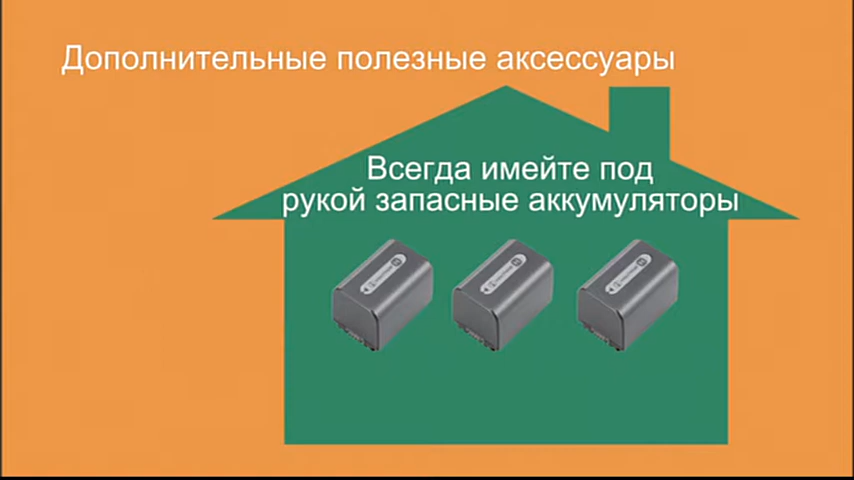 Дополнительные полезные аксессуары
Всегда имейте под
рукой запасные аккумуляторы